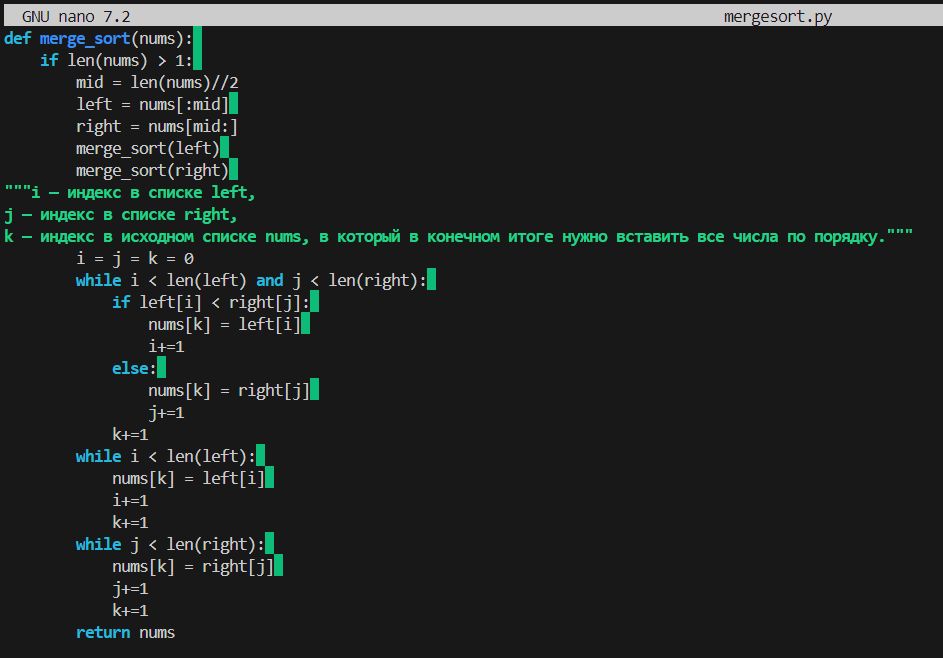 GNU nano 7.2 mergesort.py
def merge_sort(nums):
    if len(nums) > 1:
        mid = len(nums)//2
        left = nums[:mid]
        right = nums[mid:]
        merge_sort(left)
        merge_sort(right)
"""i — индекс в списке left,
j — индекс в списке right,
k — индекс в исходном списке nums, в который в конечном итоге нужно вставить все числа по порядку."""
        i = j = k = 0
        while i < len(left) and j < len(right):
            if left[i] < right[j]:
                nums[k] = left[i]
                i+=1
            else:
                nums[k] = right[j]
                j+=1
            k+=1
        while i < len(left):
            nums[k] = left[i]
            i+=1
            k+=1
        while j < len(right):
            nums[k] = right[j]
            j+=1
            k+=1
        return nums